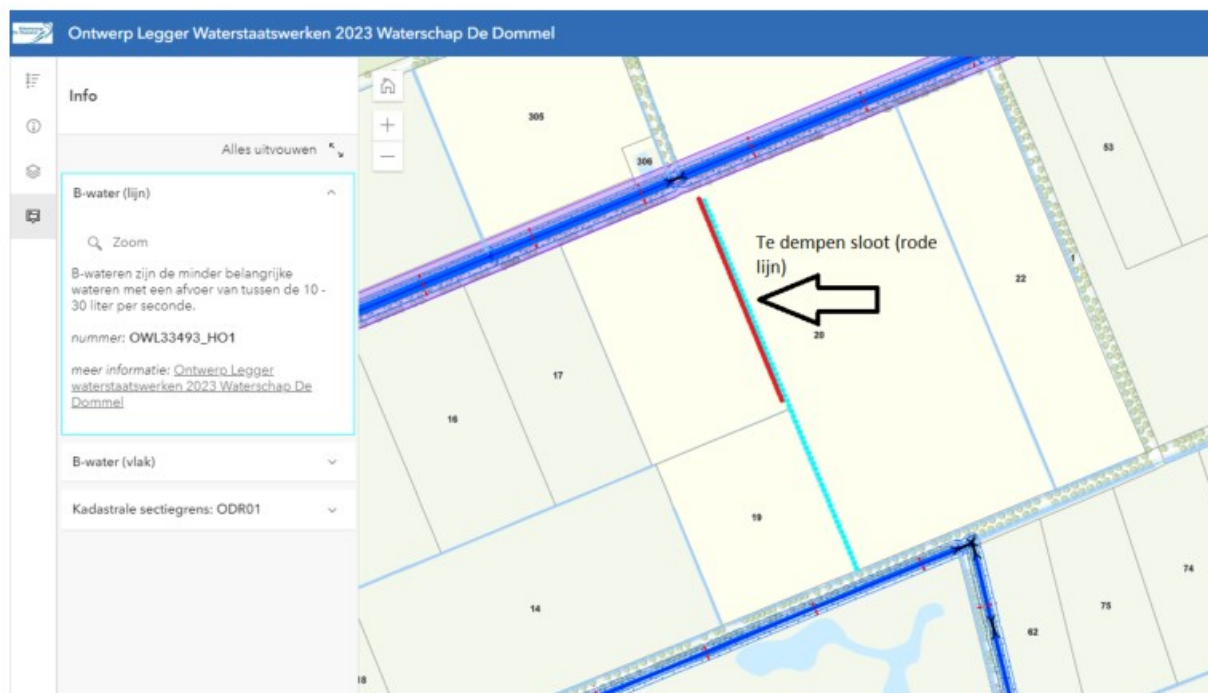 Ontwerp Legger Waterstaatswerken 2023 Waterschap De Dommel
Info
Alles uitvouwen
B-water (lijn)
Zoom
B-wateren zijn de minder belangrijke
wateren met een afvoer van tussen de 10 -
30 liter per seconde.
nummer: OWL33493_HO1
meer informatie: Ontwerp Legger
waterstaatswerken 2023 Waterschap De
Dommel
B-water (vlak)
Kadastrale sectiegrens: ODR01
305
306
53
Te dempen sloot (rode
lijn)
1
22
20
17
16
19
14
74
75
62
18